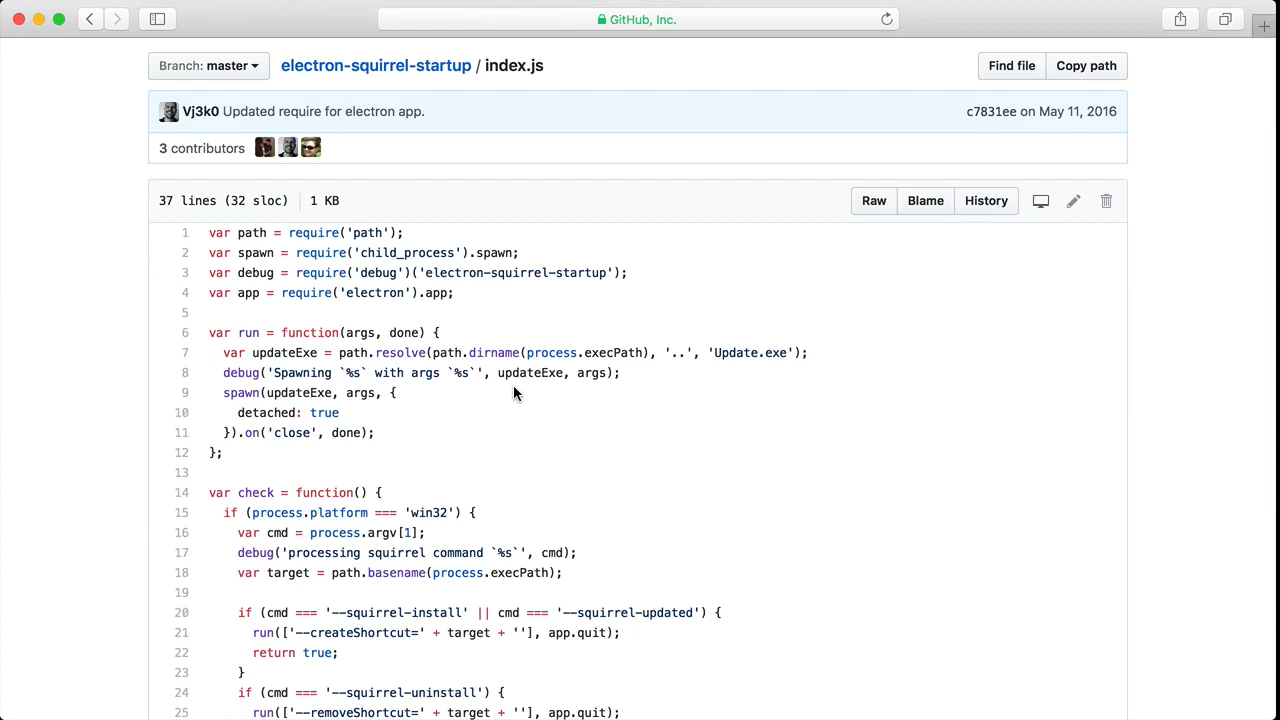 GitHub, Inc.
Branch: master
electron-squirrel-startup / index.js
Find file
Copy path
Vj3k0 Updated require for electron app.
c7831ee on May 11, 2016
3 contributors
37 lines (32 sloc)
1 KB
Raw
Blame
History
1 var path = require('path');
2 var spawn = require('child_process').spawn;
3 var debug = require('debug')('electron-squirrel-startup');
4 var app = require('electron').app;
5
6 var run = function(args, done) {
7 var updateExe = path.resolve(path.dirname(process.execPath), '..', 'Update.exe');
8 debug('Spawning `%s` with args `%s`', updateExe, args);
9 spawn(updateExe, args, {
10 detached: true
11 }).on('close', done);
12 };
13
14 var check = function() {
15 if (process.platform === 'win32') {
16 var cmd = process.argv[1];
17 debug('processing squirrel command `%s`', cmd);
18 var target = path.basename(process.execPath);
19
20 if (cmd === '--squirrel-install' || cmd === '--squirrel-updated') {
21 run(['--createShortcut=' + target + ''], app.quit);
22 return true;
23 }
24 if (cmd === '--squirrel-uninstall') {
25 run(['--removeShortcut=' + target + ''], app.quit);